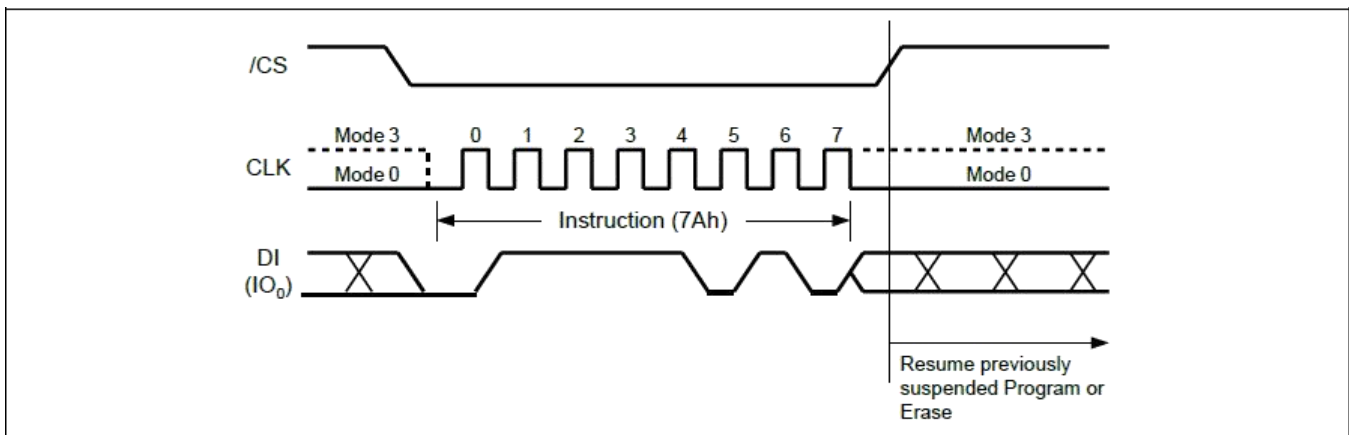 /CS
Mode 3 0 1 2 3 4 5 6 7 Mode 3
CLK
Mode 0 Mode 0
Instruction (7Ah)
DI
(IO0)
Resume previously
suspended Program or
Erase